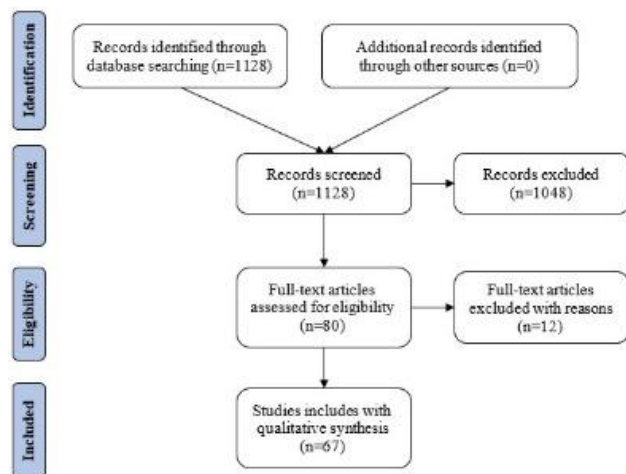 Identification
Records identified through
database searching (n=1128)
Additional records identified
through other sources (n=0)
Screening
Records screened
(n=1128)
Records excluded
(n=1048)
Eligibility
Full-text articles
assessed for eligibility
(n=80)
Full-text articles
excluded with reasons
(n=12)
Included
Studies includes with
qualitative synthesis
(n=67)